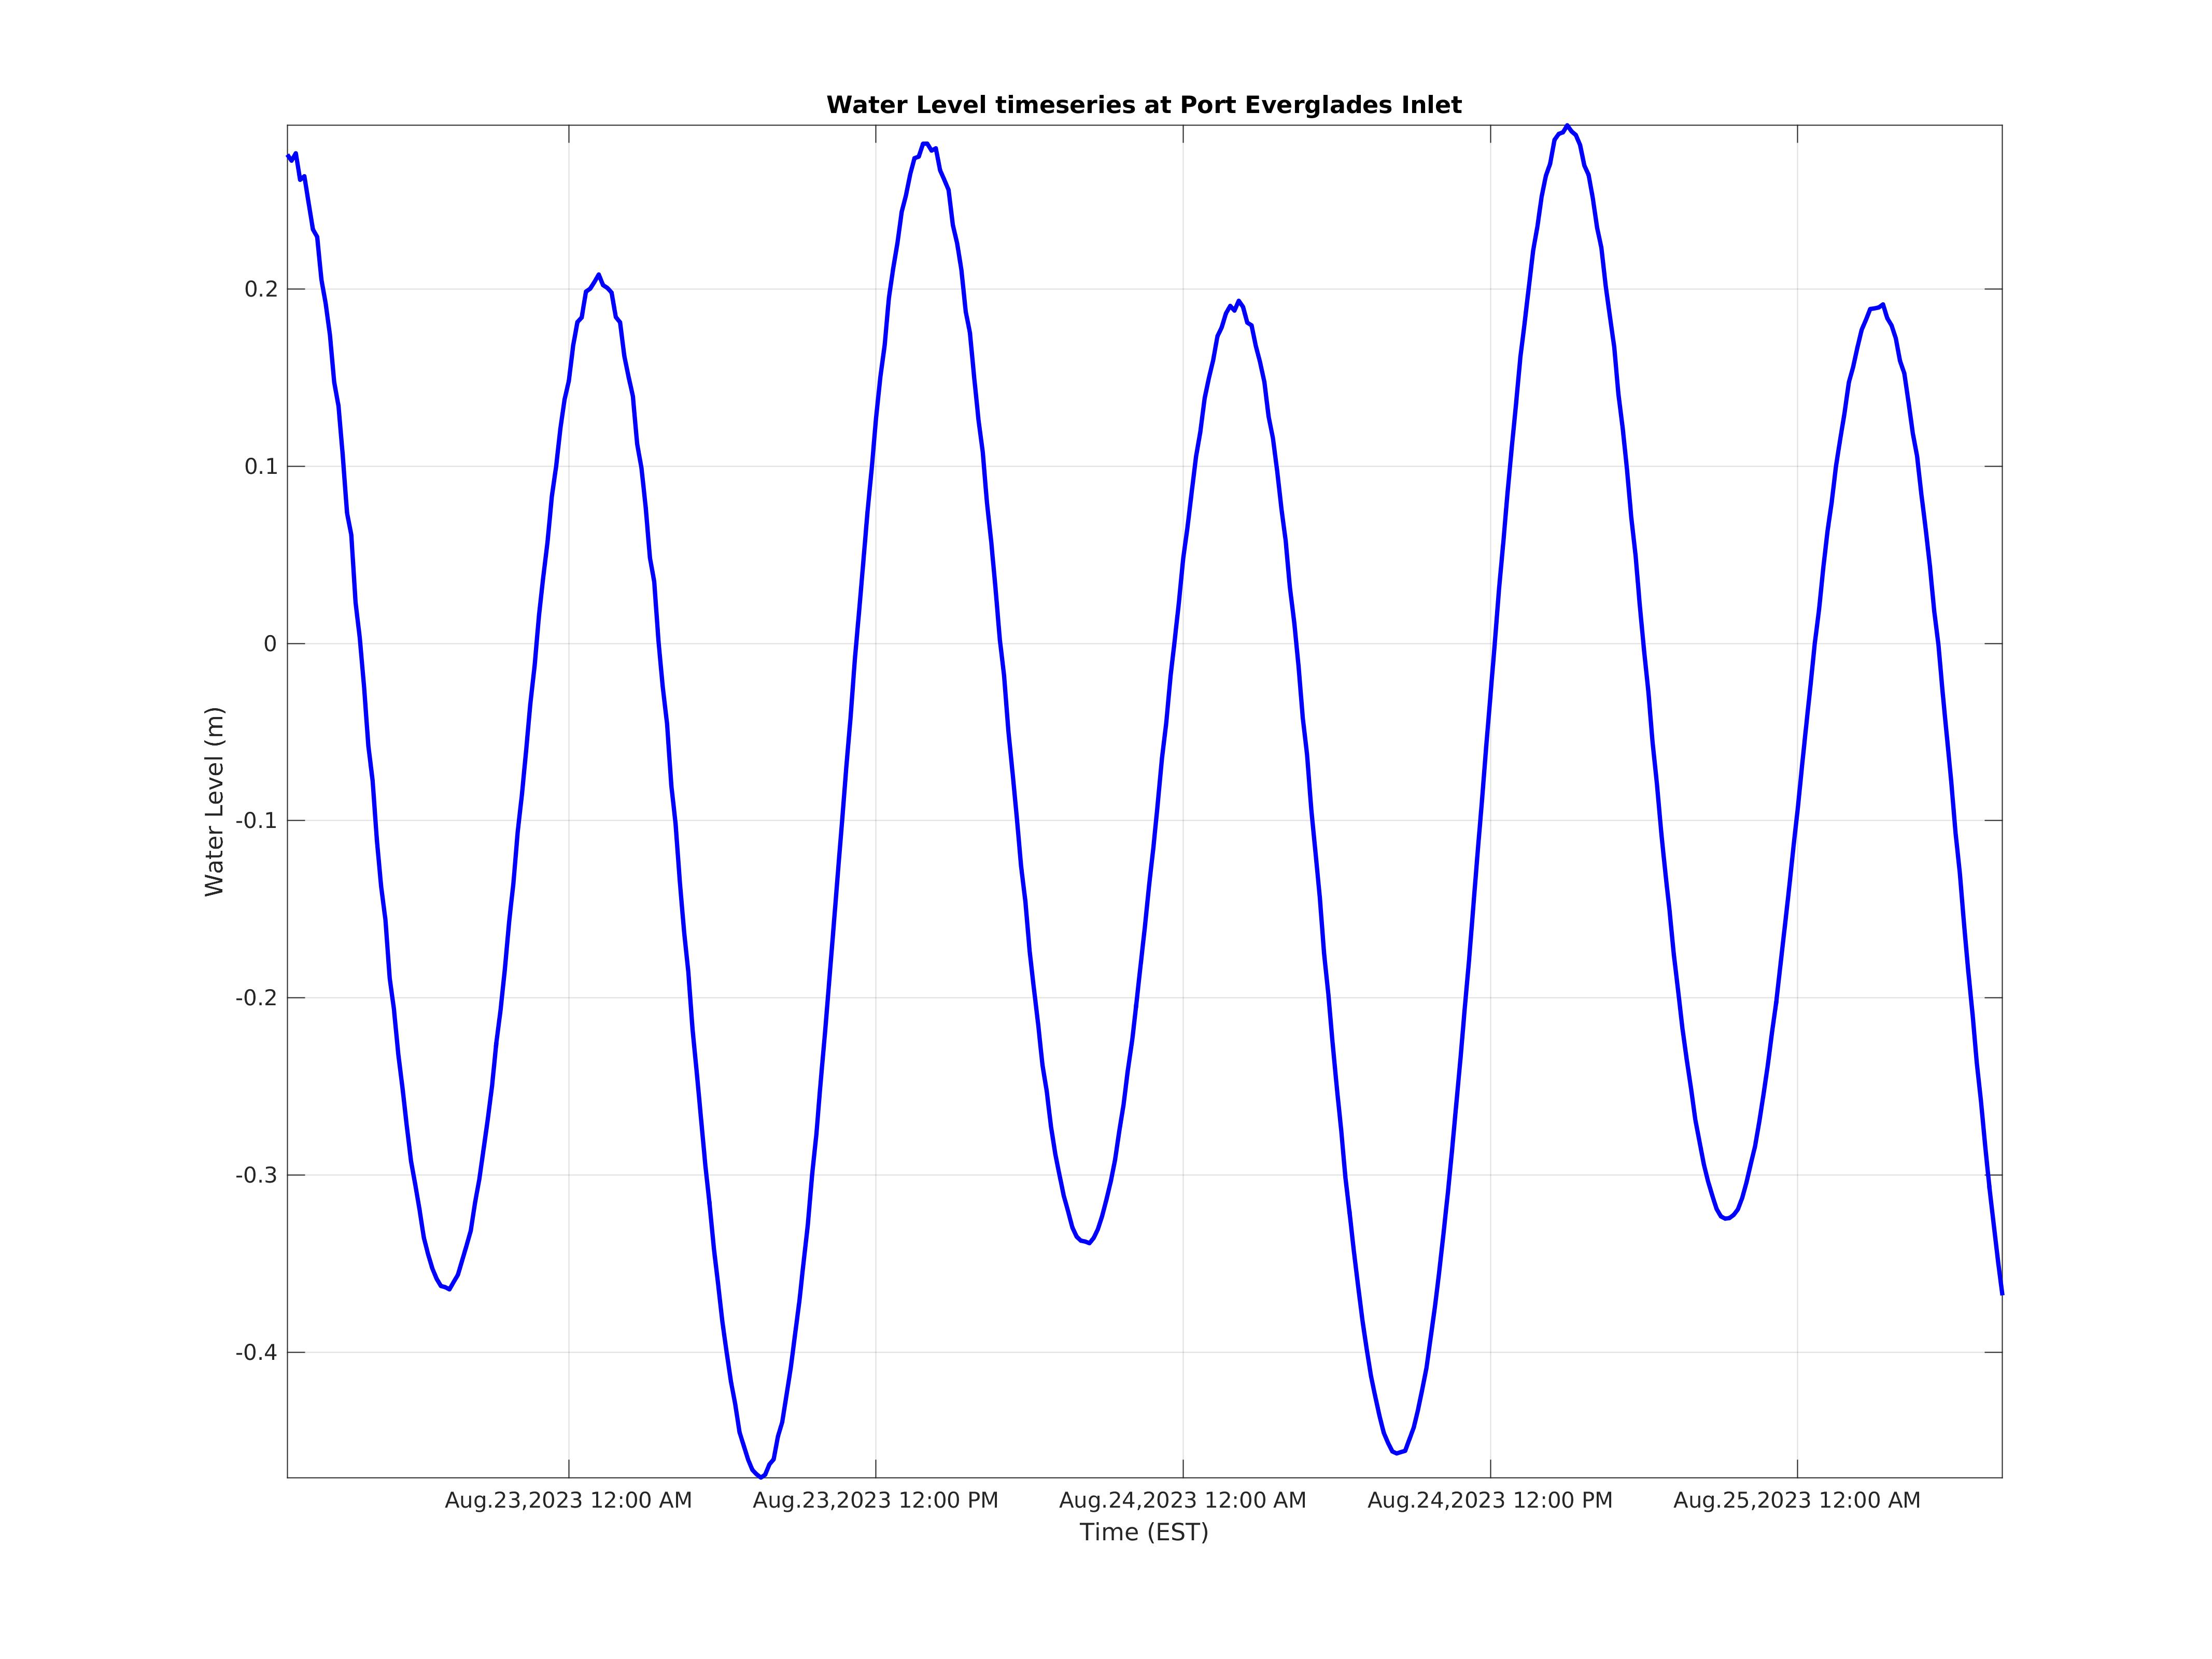 Water Level timeseries at Port Everglades Inlet
0.2
0.1
0
-0.1
-0.2
-0.3
-0.4
Water Level (m)
Aug.23,2023 12:00 AM
Aug.23,2023 12:00 PM
Aug.24,2023 12:00 AM
Aug.24,2023 12:00 PM
Aug.25,2023 12:00 AM
Time (EST)